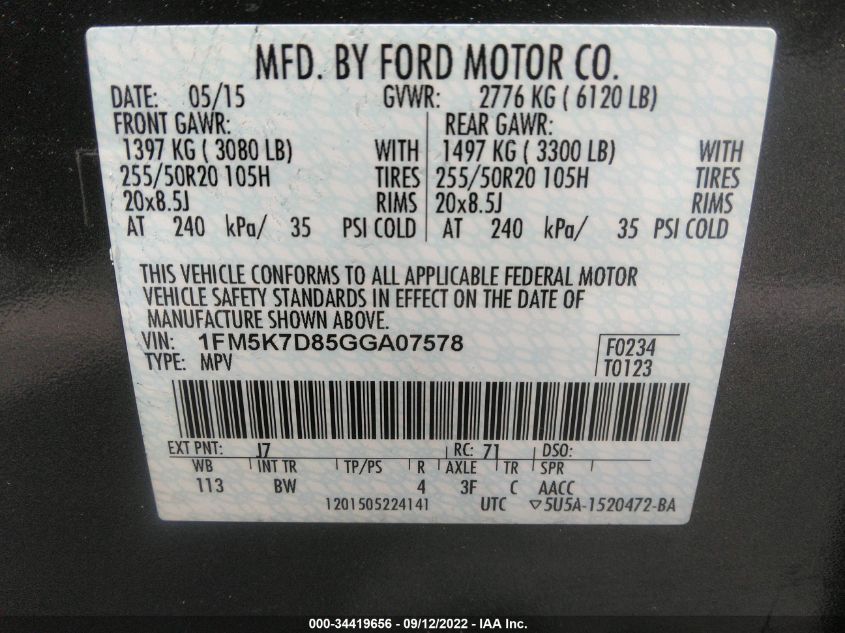 MFD. BY FORD MOTOR CO.
DATE: 05/15 GVWR: 2776 KG ( 6120 LB)
FRONT GAWR: REAR GAWR:
1397 KG ( 3080 LB) WITH 1497 KG ( 3300 LB) WITH
255/50R20 105H TIRES 255/50R20 105H TIRES
20x8.5J RIMS 20x8.5J RIMS
AT 240 kPa/ 35 PSI COLD AT 240 kPa/ 35 PSI COLD
THIS VEHICLE CONFORMS TO ALL APPLICABLE FEDERAL MOTOR
VEHICLE SAFETY STANDARDS IN EFFECT ON THE DATE OF
MANUFACTURE SHOWN ABOVE.
VIN: 1FM5K7D85GGA07578 F0234
TYPE: MPV T0123
EXT PNT: J7 RC: 71 DSO:
WB INT TR TP/PS R AXLE TR SPR
113 BW 4 3F C AACC
1201505224141 UTC ▽5U5A-1520472-BA
000-34419656 - 09/12/2022 - IAA Inc.